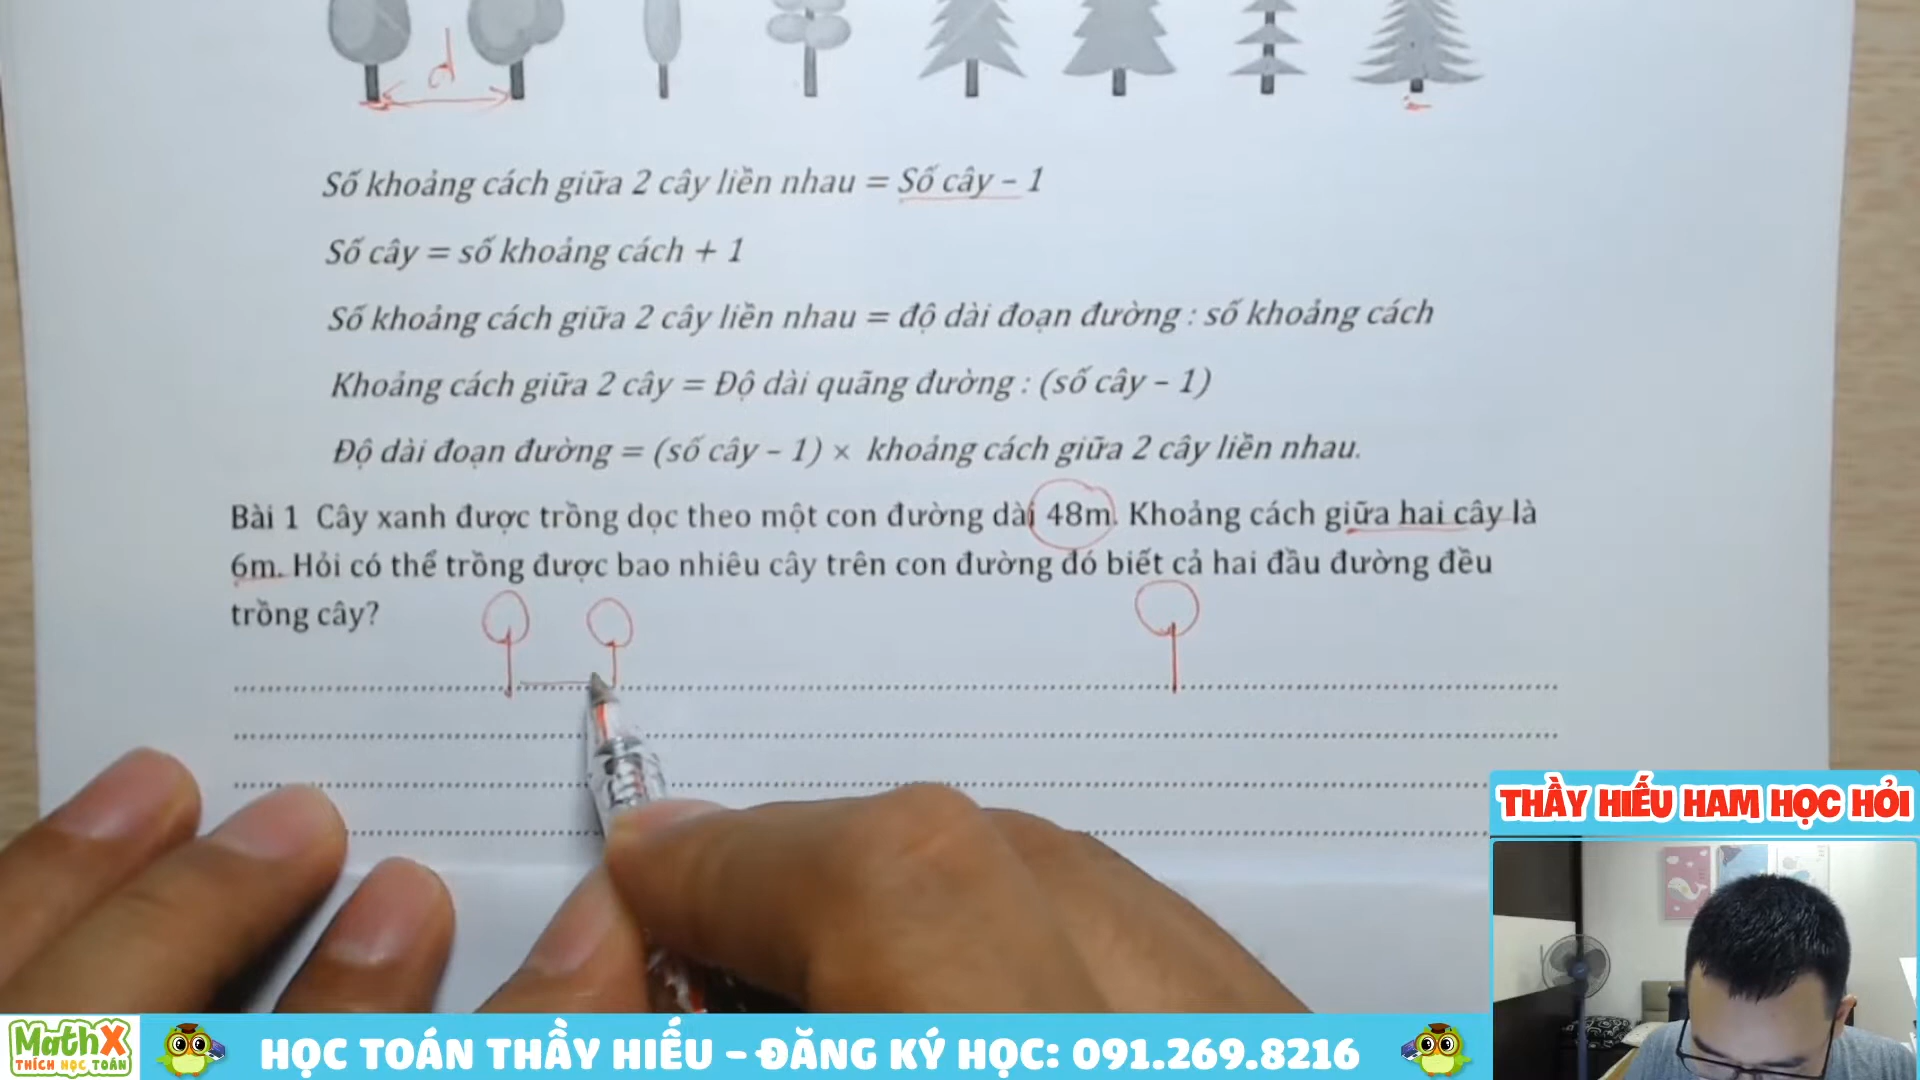 d
Số khoảng cách giữa 2 cây liền nhau = Số cây – 1
Số cây = số khoảng cách + 1
Số khoảng cách giữa 2 cây liền nhau = độ dài đoạn đường : số khoảng cách
Khoảng cách giữa 2 cây = Độ dài quãng đường : (số cây – 1)
Độ dài đoạn đường = (số cây – 1) × khoảng cách giữa 2 cây liền nhau.
Bài 1 Cây xanh được trồng dọc theo một con đường dài 48m. Khoảng cách giữa hai cây là
6m. Hỏi có thể trồng được bao nhiêu cây trên con đường đó biết cả hai đầu đường đều
trồng cây?
THẦY HIẾU HAM HỌC HỎI
MathX
THÍCH HỌC TOÁN
HỌC TOÁN THẦY HIẾU - ĐĂNG KÝ HỌC: 091.269.8216